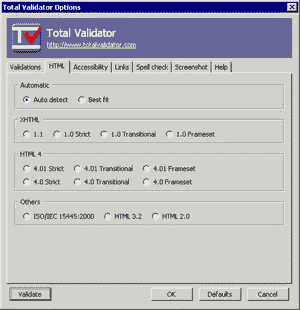 Total Validator Options
Total Validator
http://www.totalvalidator.com
Validations HTML Accessibility Links Spell check Screenshot Help
Automatic
Auto detect Best fit
XHTML
1.1 1.0 Strict 1.0 Transitional 1.0 Frameset
HTML 4
4.01 Strict 4.01 Transitional 4.01 Frameset
4.0 Strict 4.0 Transitional 4.0 Frameset
Others
ISO/IEC 15445:2000 HTML 3.2 HTML 2.0
Validate OK Defaults Cancel